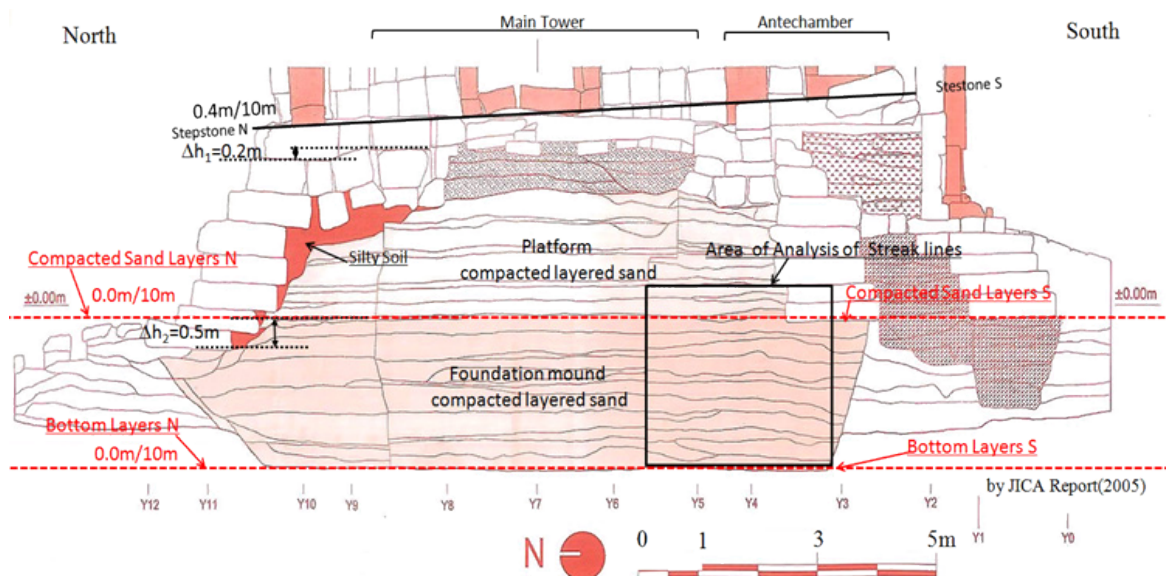 Main Tower
Antechamber
North
South
Stestone S
0.4m/10m
Stepstone N
Δh1=0.2m
Platform
compacted layered sand
Area of Analysis of Streak lines
Silty Soil
Compacted Sand Layers N
0.0m/10m
±0.00m
Compacted Sand Layers S
±0.00m
Δh2=0.5m
Foundation mound
compacted layered sand
Bottom Layers N
0.0m/10m
Bottom Layers S
by JICA Report(2005)
Y12 Y11 Y10 Y9 Y8 Y7 Y6 Y5 Y4 Y3 Y2 Y1 Y0
N
0 1 3 5m